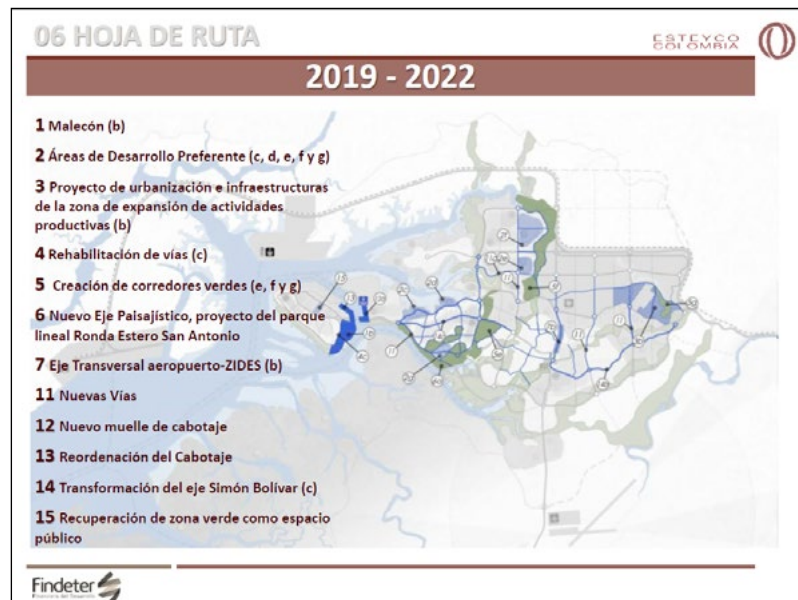 06 HOJA DE RUTA
ESTEYCO
COLOMBIA
2019 - 2022
1 Malecón (b)
2 Áreas de Desarrollo Preferente (c, d, e, f y g)
3 Proyecto de urbanización e infraestructuras
de la zona de expansión de actividades
productivas (b)
4 Rehabilitación de vías (c)
5 Creación de corredores verdes (e, f y g)
6 Nuevo Eje Paisajístico, proyecto del parque
lineal Ronda Estero San Antonio
7 Eje Transversal aeropuerto-ZIDES (b)
11 Nuevas Vías
12 Nuevo muelle de cabotaje
13 Reordenación del Cabotaje
14 Transformación del eje Simón Bolívar (c)
15 Recuperación de zona verde como espacio
público
Findeter